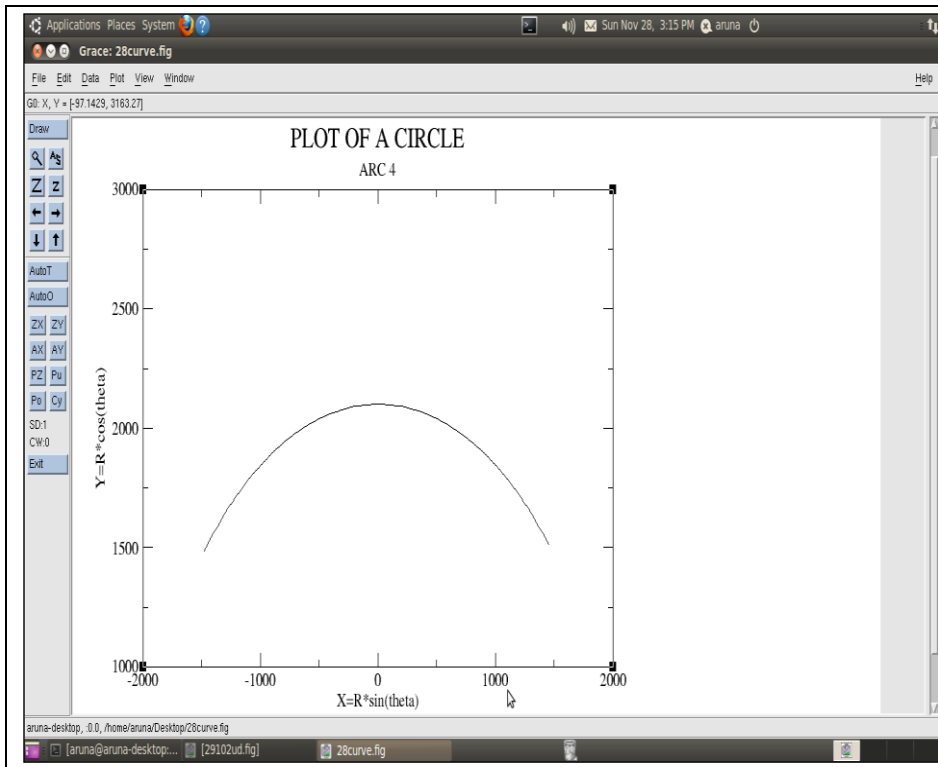 Applications Places System ? Sun Nov 28, 3:15 PM aruna
Grace: 28curve.fig
File Edit Data Plot View Window Help
G0: X, Y = [-97.1429, 3163.27]
Draw
AS
Z z
AutoT
AutoO
ZX ZY
AX AY
PZ Pu
Po Cy
SD:1
CW:0
Exit
PLOT OF A CIRCLE
ARC 4
3000
2500
2000
1500
1000
Y=R*cos(theta)
-2000 -1000 0 1000 2000
X=R*sin(theta)
aruna-desktop, :0.0, /home/aruna/Desktop/28curve.fig
[aruna@aruna-desktop:... [29102ud.fig] 28curve.fig